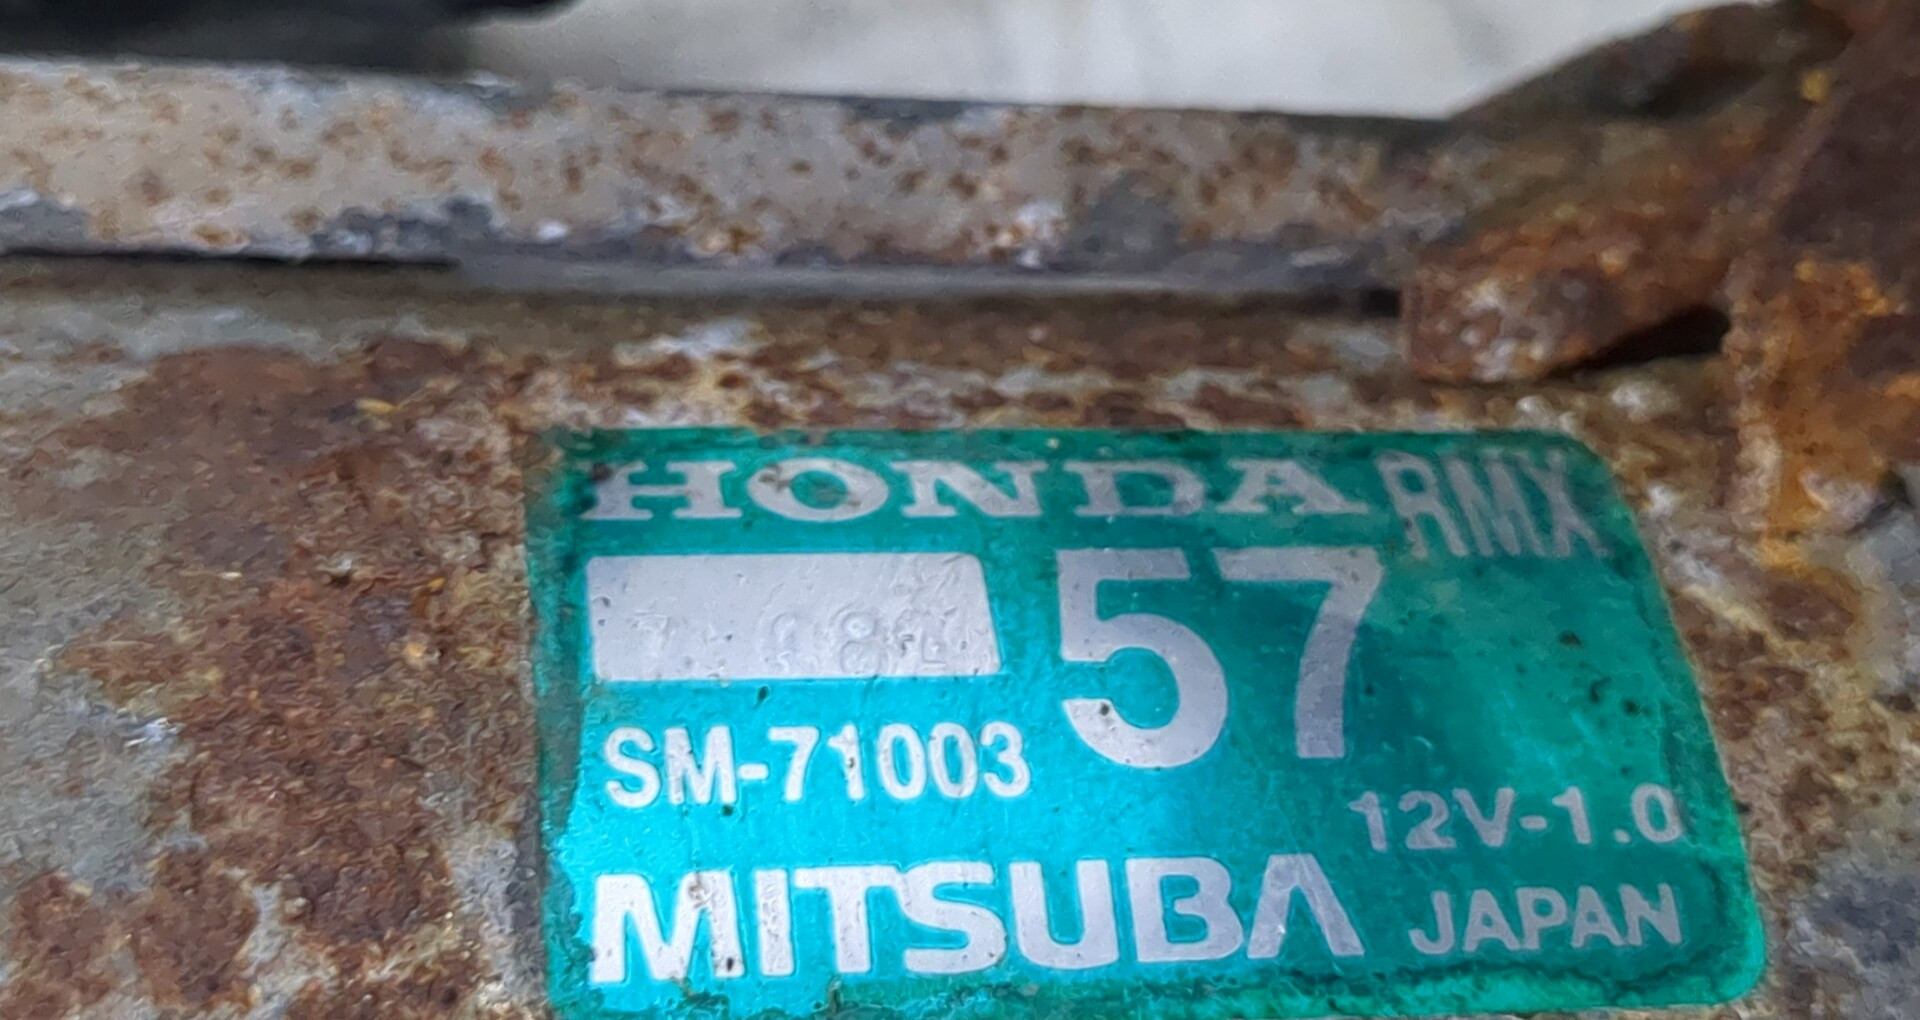 HONDA RMX
57
SM-71003
12V-1.0
MITSUBA JAPAN